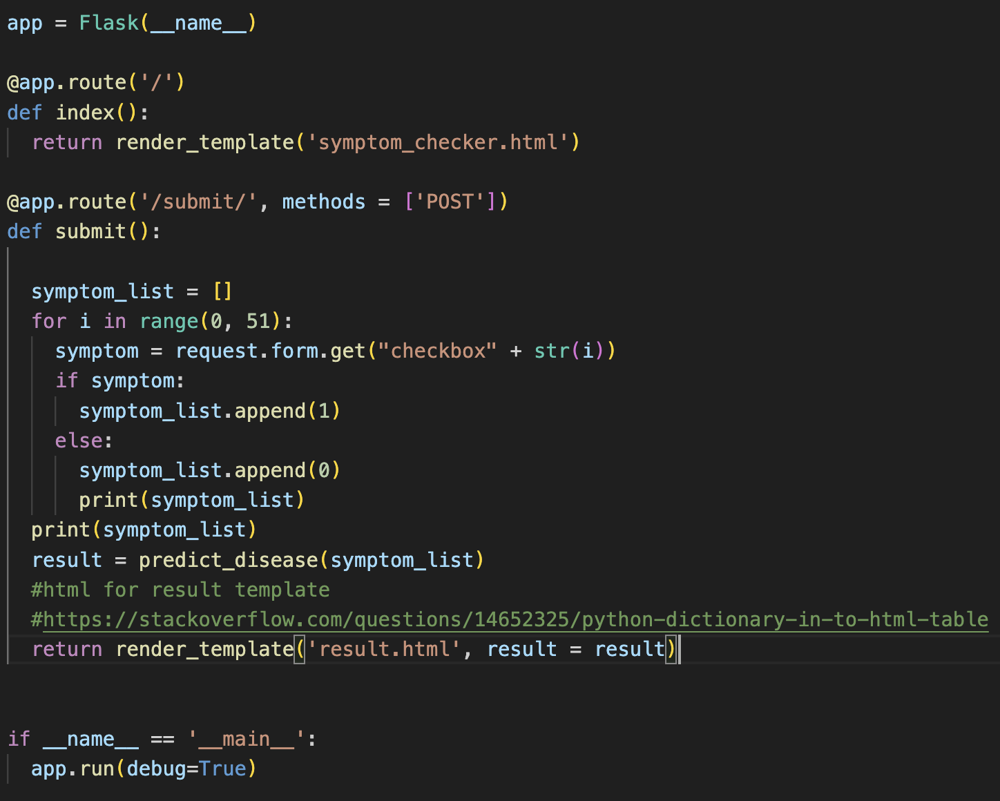 app = Flask(__name__)
@app.route('/')
def index():
  return render_template('symptom_checker.html')
@app.route('/submit/', methods = ['POST'])
def submit():
  symptom_list = []
  for i in range(0, 51):
    symptom = request.form.get("checkbox" + str(i))
    if symptom:
      symptom_list.append(1)
    else:
      symptom_list.append(0)
      print(symptom_list)
  print(symptom_list)
  result = predict_disease(symptom_list)
  #html for result template
  #https://stackoverflow.com/questions/14652325/python-dictionary-in-to-html-table
  return render_template('result.html', result = result)
if __name__ == '__main__':
  app.run(debug=True)